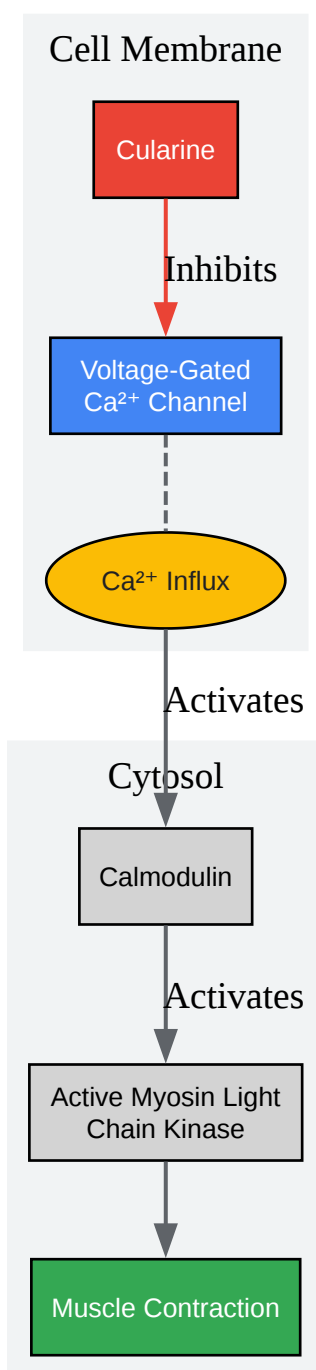 Cell Membrane
Cularine
Inhibits
Voltage-Gated
Ca²⁺ Channel
Ca²⁺ Influx
Activates
Cytosol
Calmodulin
Activates
Active Myosin Light
Chain Kinase
Muscle Contraction